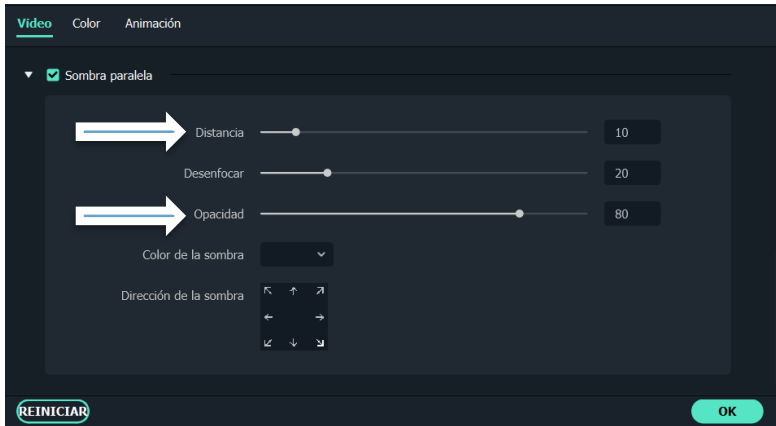 Vídeo Color Animación
Sombra paralela
Distancia 10
Desenfocar 20
Opacidad 80
Color de la sombra
Dirección de la sombra
REINICIAR OK